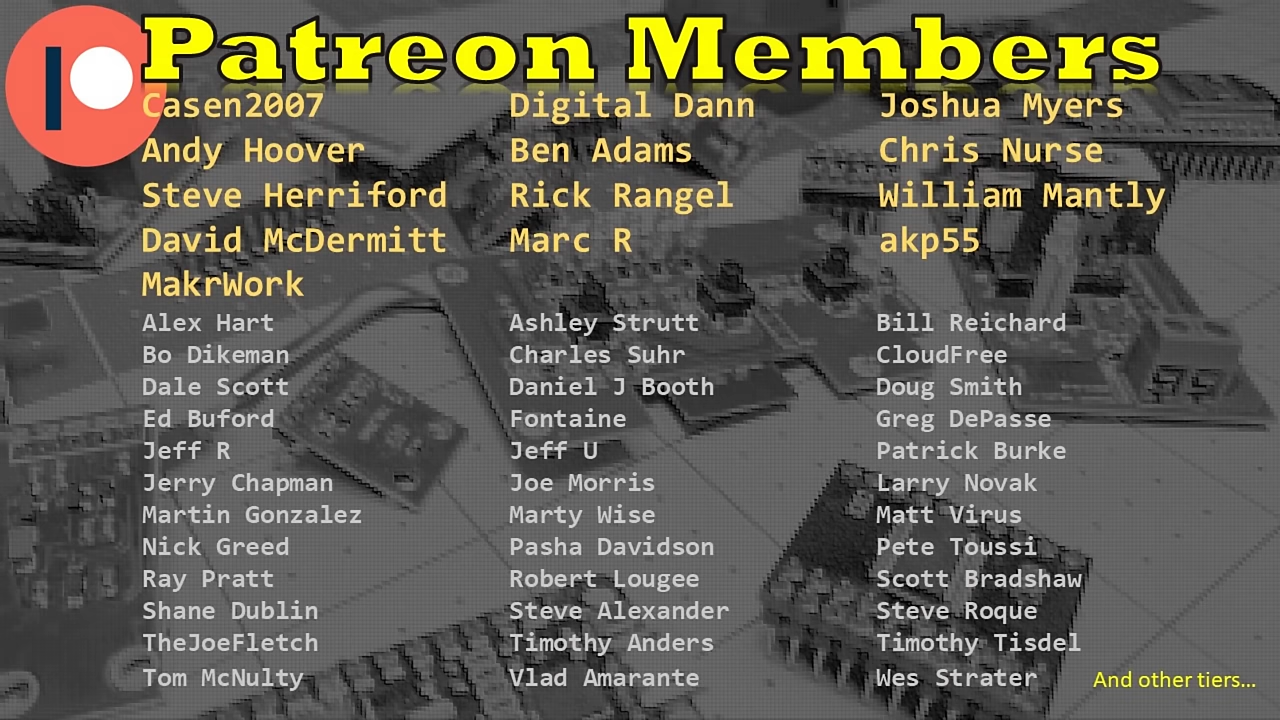 Patreon Members
Casen2007 Digital Dann Joshua Myers
Andy Hoover Ben Adams Chris Nurse
Steve Herriford Rick Rangel William Mantly
David McDermitt Marc R akp55
MakrWork
Alex Hart Ashley Strutt Bill Reichard
Bo Dikeman Charles Suhr CloudFree
Dale Scott Daniel J Booth Doug Smith
Ed Buford Fontaine Greg DePasse
Jeff R Jeff U Patrick Burke
Jerry Chapman Joe Morris Larry Novak
Martin Gonzalez Marty Wise Matt Virus
Nick Greed Pasha Davidson Pete Toussi
Ray Pratt Robert Lougee Scott Bradshaw
Shane Dublin Steve Alexander Steve Roque
TheJoeFletch Timothy Anders Timothy Tisdel
Tom McNulty Vlad Amarante Wes Strater And other tiers...